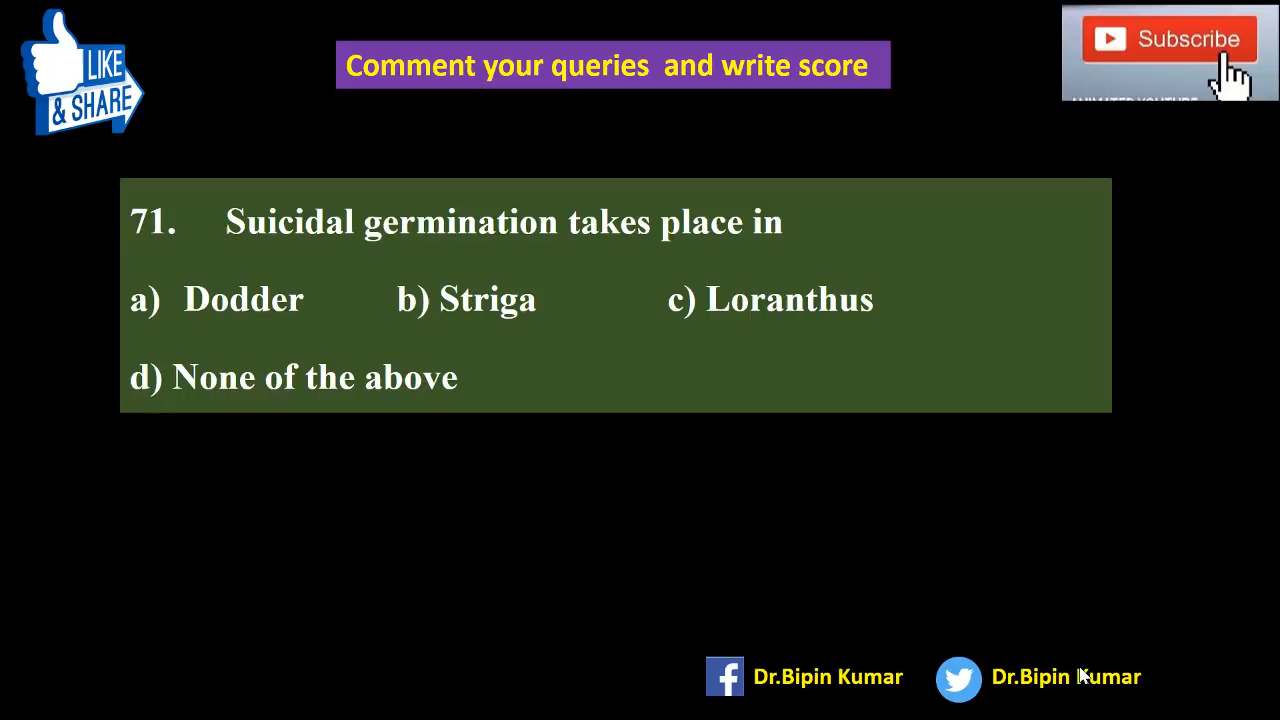 LIKE
& SHARE
Comment your queries and write score
Subscribe
71. Suicidal germination takes place in
a) Dodder b) Striga c) Loranthus
d) None of the above
Dr.Bipin Kumar Dr.Bipin Kumar